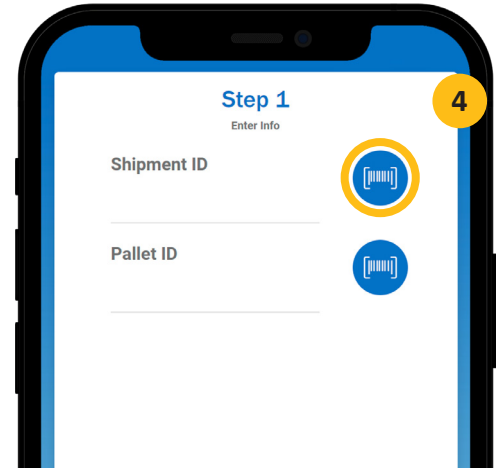 Step 1
4
Enter Info
Shipment ID
Pallet ID